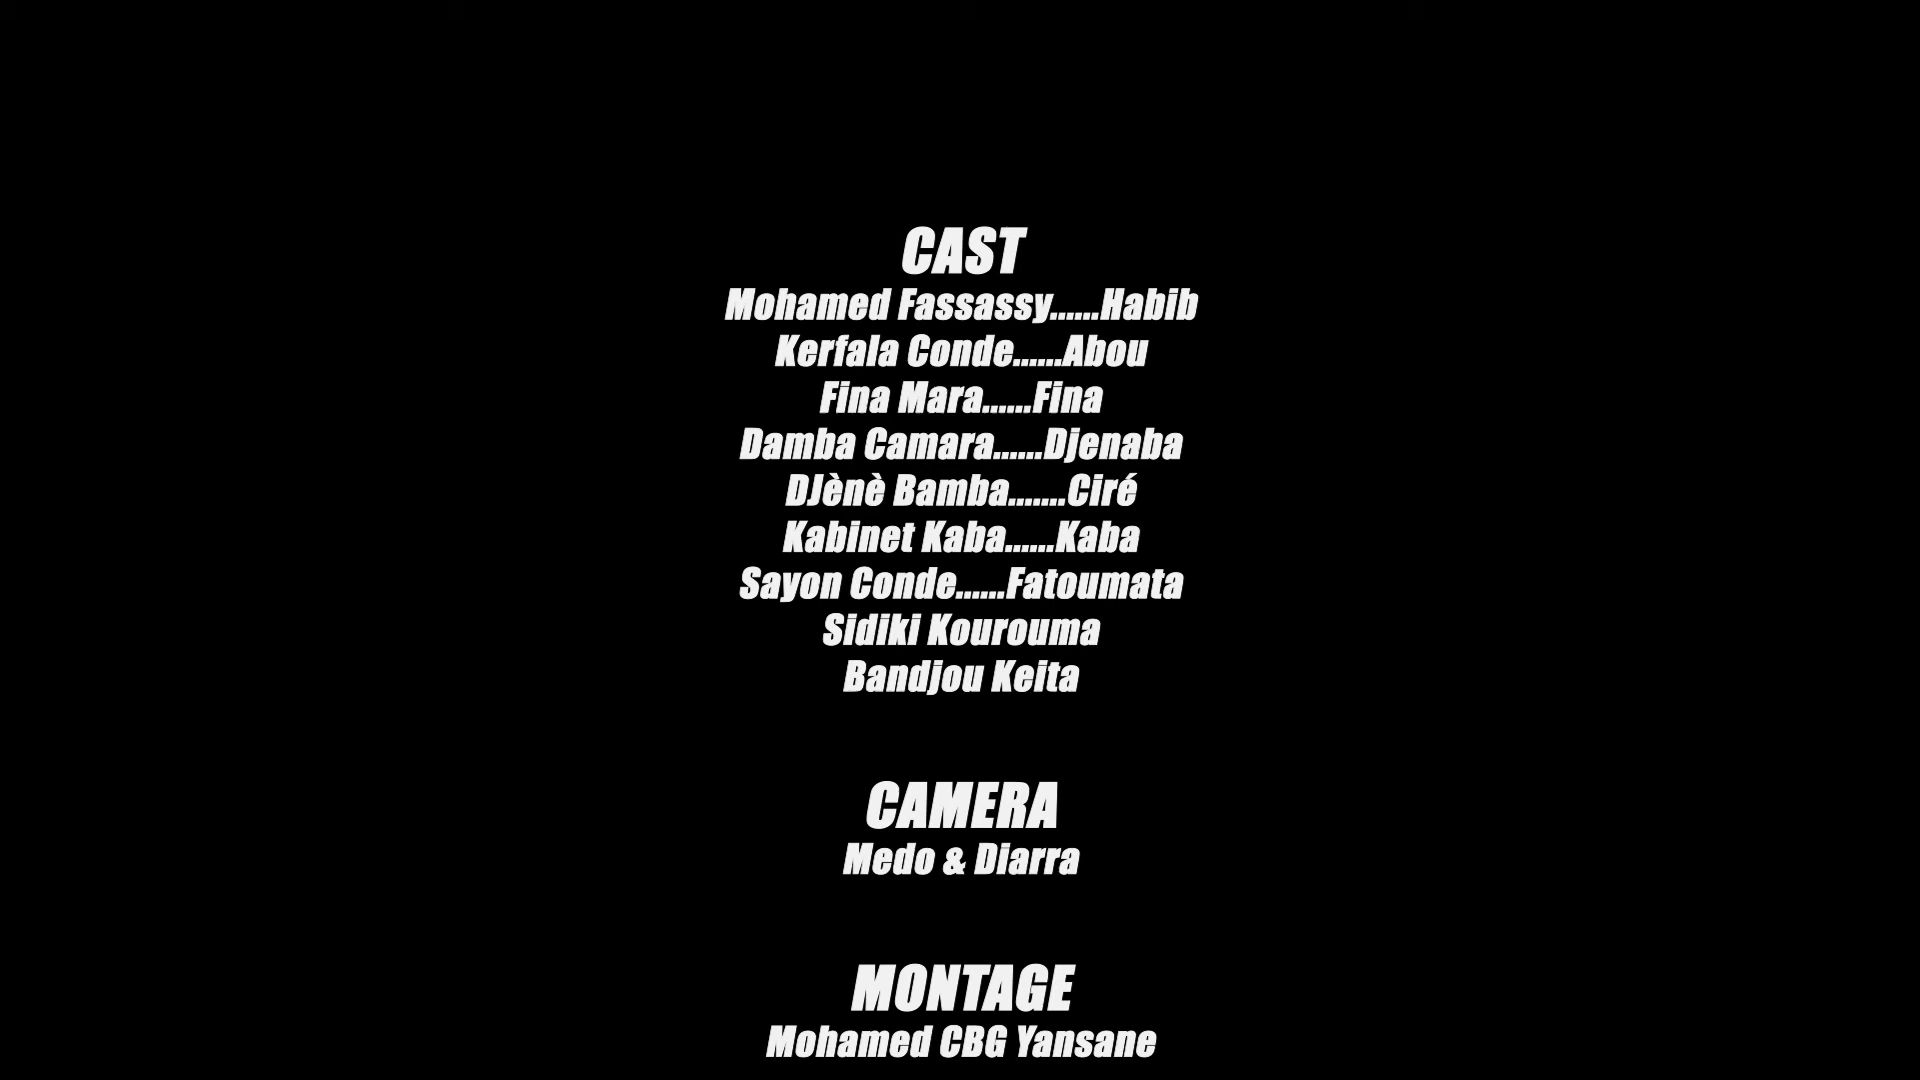 CAST
Mohamed Fassassy......Habib
Kerfala Conde......Abou
Fina Mara......Fina
Damba Camara......Djenaba
DJènè Bamba.......Ciré
Kabinet Kaba......Kaba
Sayon Conde......Fatoumata
Sidiki Kourouma
Bandjou Keita
CAMERA
Medo & Diarra
MONTAGE
Mohamed CBG Yansane